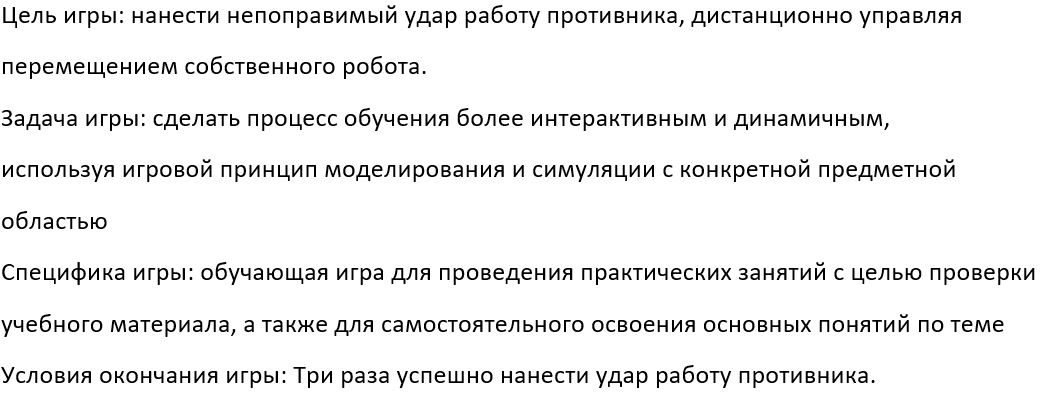 Цель игры: нанести непоправимый удар работу противника, дистанционно управляя
перемещением собственного робота.
Задача игры: сделать процесс обучения более интерактивным и динамичным,
используя игровой принцип моделирования и симуляции с конкретной предметной
областью
Специфика игры: обучающая игра для проведения практических занятий с целью проверки
учебного материала, а также для самостоятельного освоения основных понятий по теме
Условия окончания игры: Три раза успешно нанести удар работу противника.